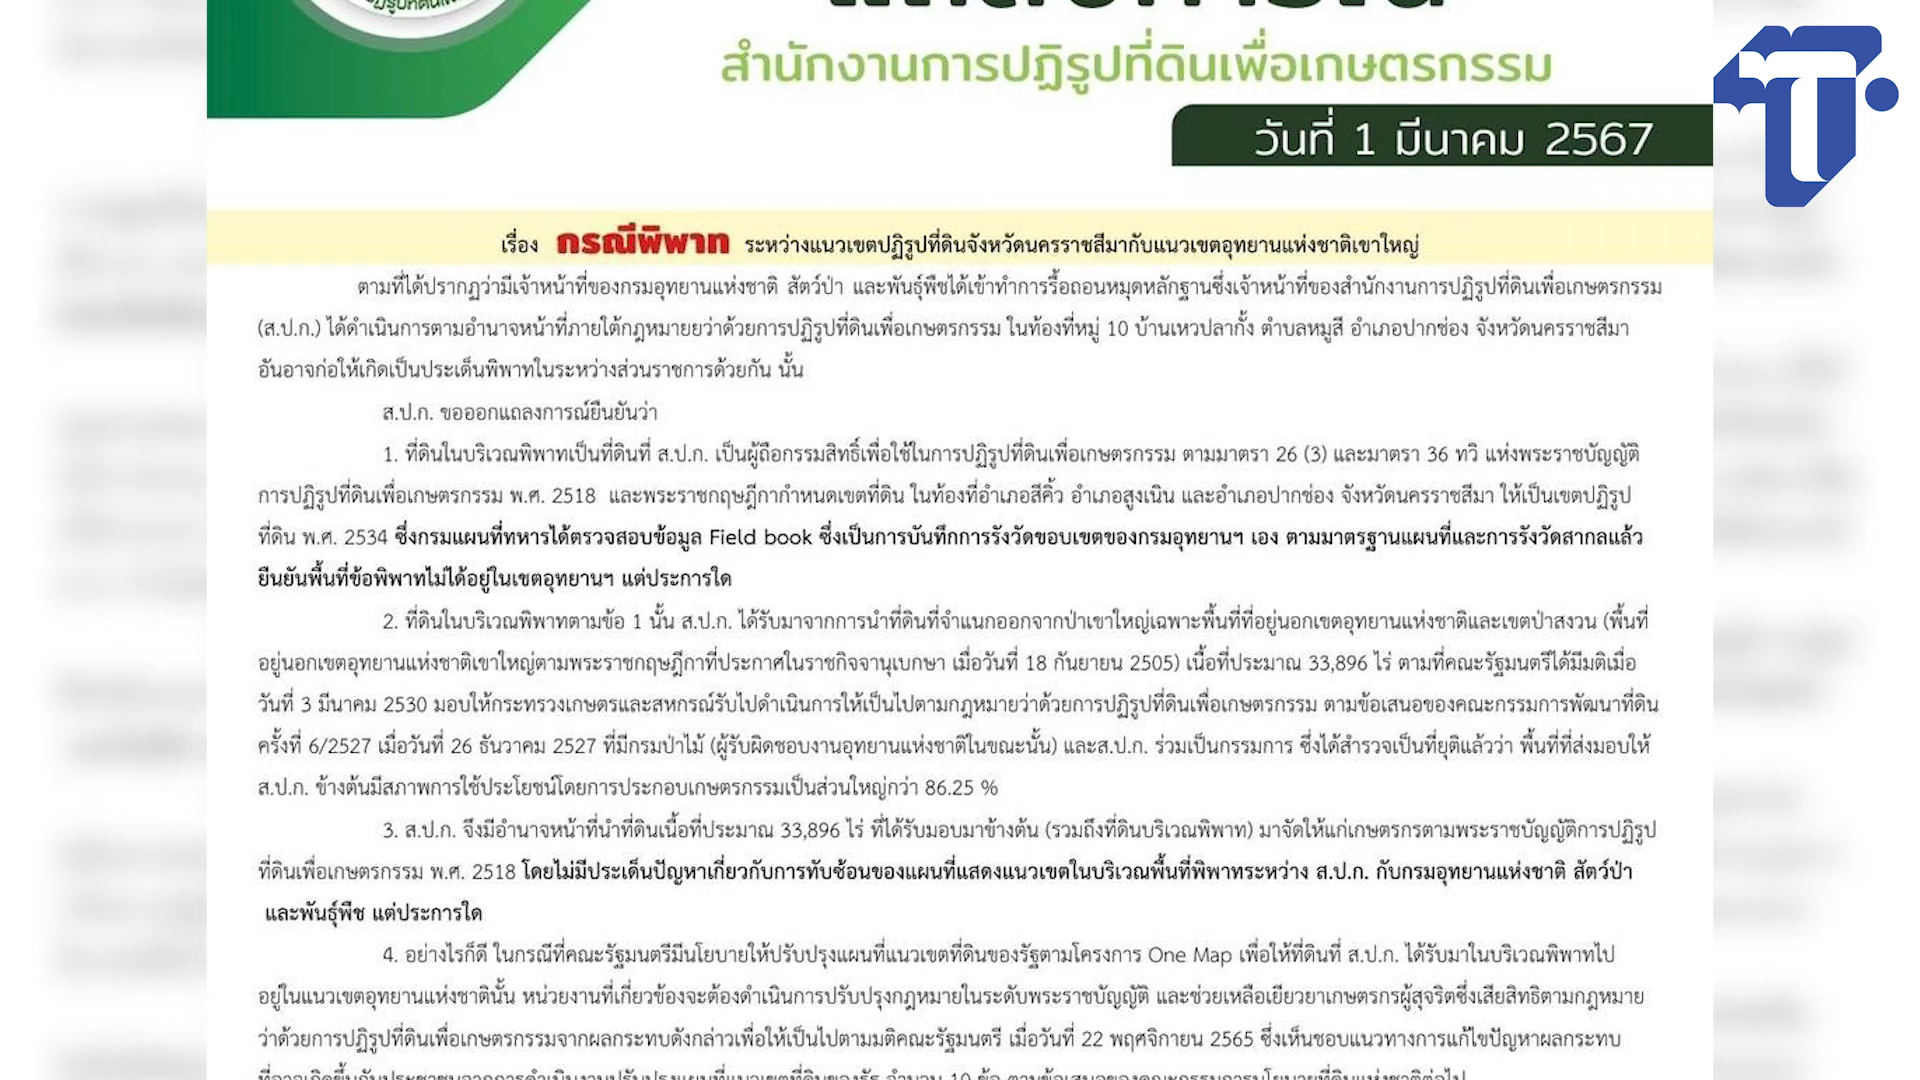 สำนักงานการปฏิรูปที่ดินเพื่อเกษตรกรรม
วันที่ 1 มีนาคม 2567
เรื่อง กรณีพิพาท ระหว่างแนวเขตปฏิรูปที่ดินจังหวัดนครราชสีมากับแนวเขตอุทยานแห่งชาติเขาใหญ่
ตามที่ได้ปรากฏว่ามีเจ้าหน้าที่ของกรมอุทยานแห่งชาติ สัตว์ป่า และพันธุ์พืชได้เข้าทำการรื้อถอนหมุดหลักฐานซึ่งเจ้าหน้าที่ของสำนักงานการปฏิรูปที่ดินเพื่อเกษตรกรรม
(ส.ป.ก.) ได้ดำเนินการตามอำนาจหน้าที่ภายใต้กฎหมายยว่าด้วยการปฏิรูปที่ดินเพื่อเกษตรกรรม ในท้องที่หมู่ 10 บ้านเหวปลากั้ง ตำบลหมูสี อำเภอปากช่อง จังหวัดนครราชสีมา
อันอาจก่อให้เกิดเป็นประเด็นพิพาทในระหว่างส่วนราชการด้วยกัน นั้น
ส.ป.ก. ขอออกแถลงการณ์ยืนยันว่า
1. ที่ดินในบริเวณพิพาทเป็นที่ดินที่ ส.ป.ก. เป็นผู้ถือกรรมสิทธิ์เพื่อใช้ในการปฏิรูปที่ดินเพื่อเกษตรกรรม ตามมาตรา 26 (3) และมาตรา 36 ทวิ แห่งพระราชบัญญัติ
การปฏิรูปที่ดินเพื่อเกษตรกรรม พ.ศ. 2518 และพระราชกฤษฎีกากำหนดเขตที่ดิน ในท้องที่อำเภอสีคิ้ว อำเภอสูงเนิน และอำเภอปากช่อง จังหวัดนครราชสีมา ให้เป็นเขตปฏิรูป
ที่ดิน พ.ศ. 2534 ซึ่งกรมแผนที่ทหารได้ตรวจสอบข้อมูล Field book ซึ่งเป็นการบันทึกการรังวัดขอบเขตของกรมอุทยานฯ เอง ตามมาตรฐานแผนที่และการรังวัดสากลแล้ว
ยืนยันพื้นที่ข้อพิพาทไม่ได้อยู่ในเขตอุทยานฯ แต่ประการใด
2. ที่ดินในบริเวณพิพาทตามข้อ 1 นั้น ส.ป.ก. ได้รับมาจากการนำที่ดินที่จำแนกออกจากป่าเขาใหญ่เฉพาะพื้นที่ที่อยู่นอกเขตอุทยานแห่งชาติและเขตป่าสงวน (พื้นที่
อยู่นอกเขตอุทยานแห่งชาติเขาใหญ่ตามพระราชกฤษฎีกาที่ประกาศในราชกิจจานุเบกษา เมื่อวันที่ 18 กันยายน 2505) เนื้อที่ประมาณ 33,896 ไร่ ตามที่คณะรัฐมนตรีได้มีมติเมื่อ
วันที่ 3 มีนาคม 2530 มอบให้กระทรวงเกษตรและสหกรณ์รับไปดำเนินการให้เป็นไปตามกฎหมายว่าด้วยการปฏิรูปที่ดินเพื่อเกษตรกรรม ตามข้อเสนอของคณะกรรมการพัฒนาที่ดิน
ครั้งที่ 6/2527 เมื่อวันที่ 26 ธันวาคม 2527 ที่มีกรมป่าไม้ (ผู้รับผิดชอบงานอุทยานแห่งชาติในขณะนั้น) และส.ป.ก. ร่วมเป็นกรรมการ ซึ่งได้สำรวจเป็นที่ยุติแล้วว่า พื้นที่ที่ส่งมอบให้
ส.ป.ก. ข้างต้นมีสภาพการใช้ประโยชน์โดยการประกอบเกษตรกรรมเป็นส่วนใหญ่กว่า 86.25 %
3. ส.ป.ก. จึงมีอำนาจหน้าที่นำที่ดินเนื้อที่ประมาณ 33,896 ไร่ ที่ได้รับมอบมาข้างต้น (รวมถึงที่ดินบริเวณพิพาท) มาจัดให้แก่เกษตรกรตามพระราชบัญญัติการปฏิรูป
ที่ดินเพื่อเกษตรกรรม พ.ศ. 2518 โดยไม่มีประเด็นปัญหาเกี่ยวกับการทับซ้อนของแผนที่แสดงแนวเขตในบริเวณพื้นที่พิพาทระหว่าง ส.ป.ก. กับกรมอุทยานแห่งชาติ สัตว์ป่า
และพันธุ์พืช แต่ประการใด
4. อย่างไรก็ดี ในกรณีที่คณะรัฐมนตรีมีนโยบายให้ปรับปรุงแผนที่แนวเขตที่ดินของรัฐตามโครงการ One Map เพื่อให้ที่ดินที่ ส.ป.ก. ได้รับมาในบริเวณพิพาทไป
อยู่ในแนวเขตอุทยานแห่งชาตินั้น หน่วยงานที่เกี่ยวข้องจะต้องดำเนินการปรับปรุงกฎหมายในระดับพระราชบัญญัติ และช่วยเหลือเยียวยาเกษตรกรผู้สุจริตซึ่งเสียสิทธิตามกฎหมาย
ว่าด้วยการปฏิรูปที่ดินเพื่อเกษตรกรรมจากผลกระทบดังกล่าวเพื่อให้เป็นไปตามมติคณะรัฐมนตรี เมื่อวันที่ 22 พฤศจิกายน 2565 ซึ่งเห็นชอบแนวทางการแก้ไขปัญหาผลกระทบ